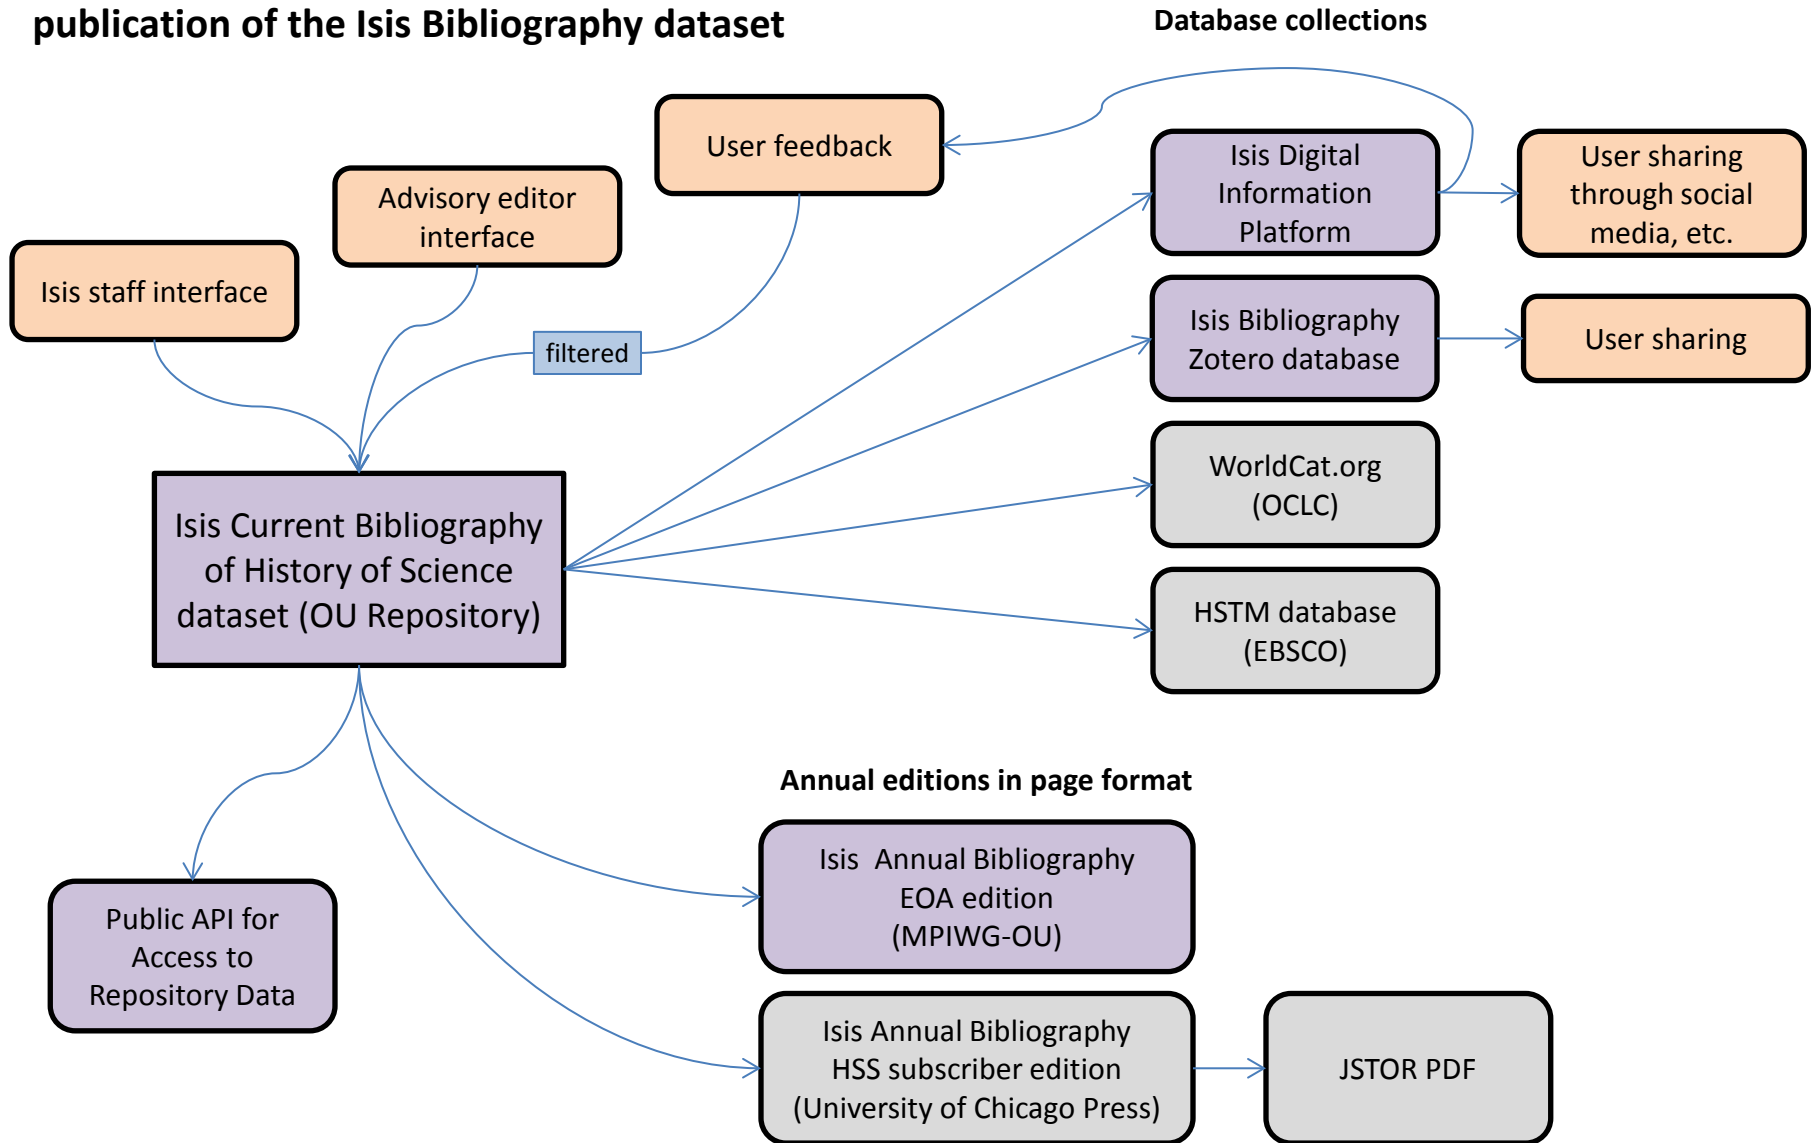 publication of the Isis Bibliography dataset
Database collections
User feedback
Isis Digital
Information
Platform
User sharing
through social
media, etc.
Advisory editor
interface
Isis staff interface
filtered
Isis Bibliography
Zotero database
User sharing
WorldCat.org
(OCLC)
Isis Current Bibliography
of History of Science
dataset (OU Repository)
HSTM database
(EBSCO)
Annual editions in page format
Isis  Annual Bibliography
EOA edition
(MPIWG-OU)
Public API for
Access to
Repository Data
Isis Annual Bibliography
HSS subscriber edition
(University of Chicago Press)
JSTOR PDF